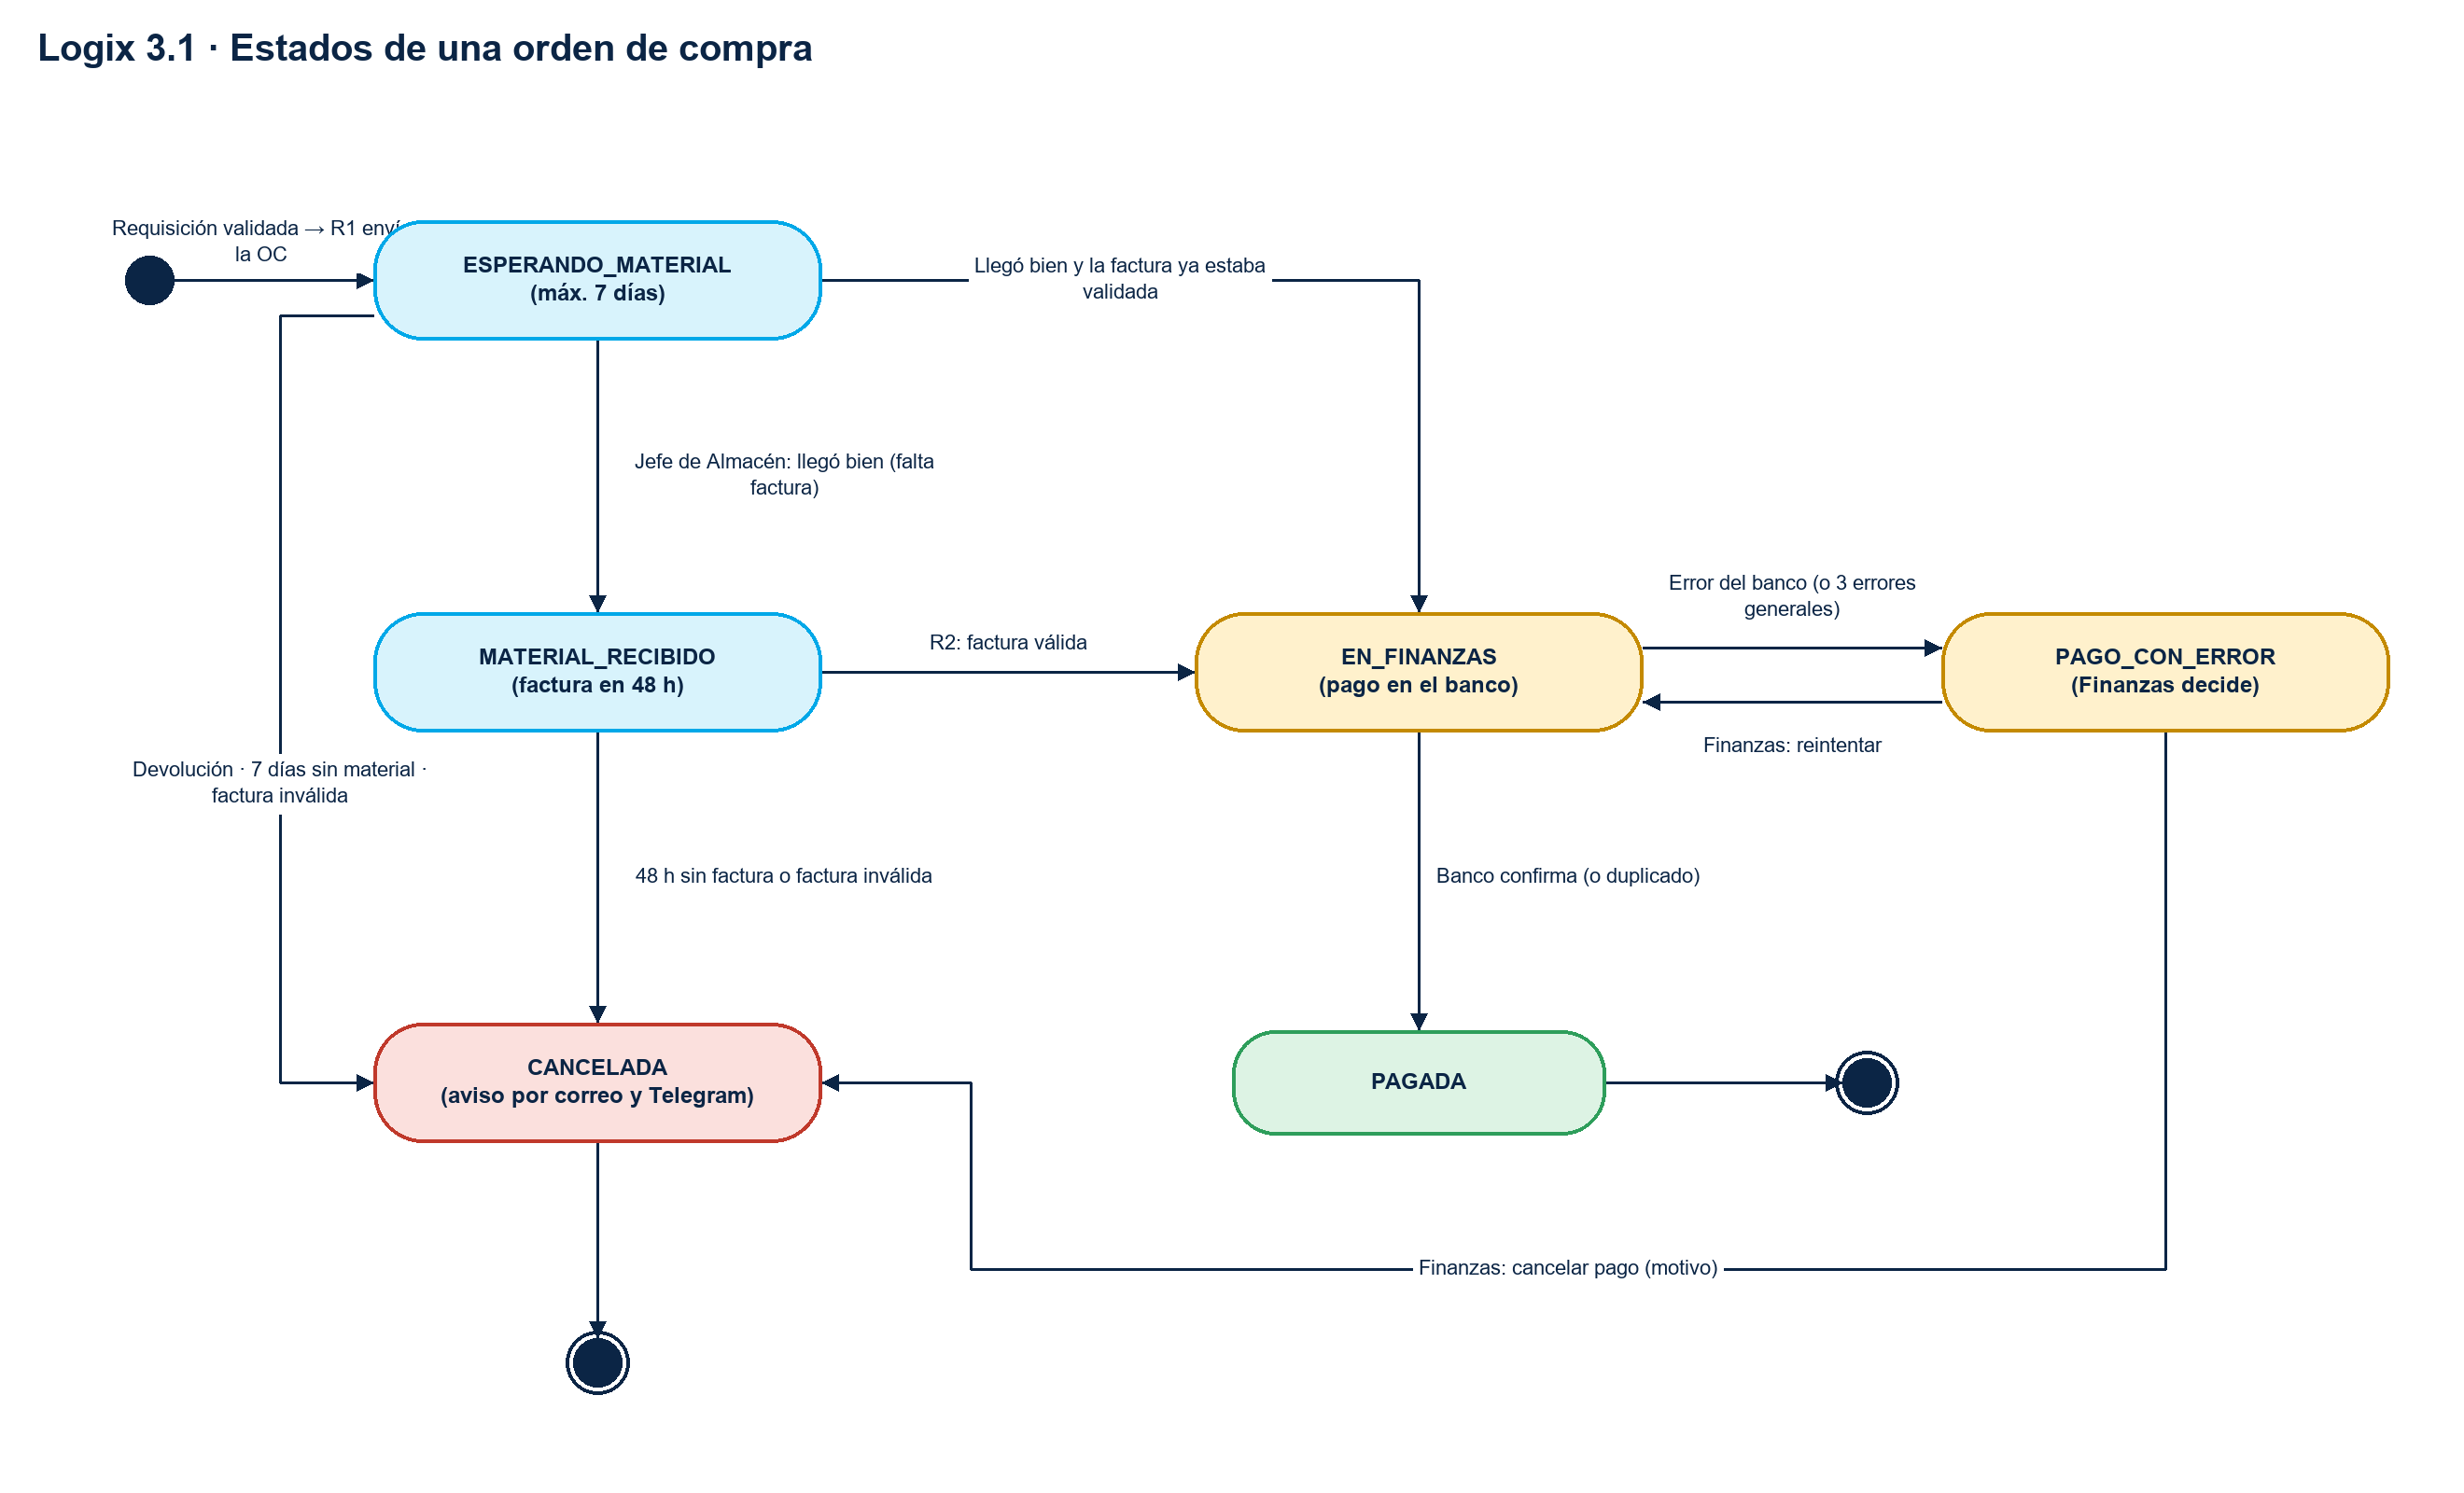 Logix 3.1 · Estados de una orden de compra
Requisición validada → R1
la OC
ESPERANDO_MATERIAL
(máx. 7 días)
Llegó bien y la factura ya estaba
validada
Jefe de Almacén: llegó bien (falta
factura)
Error del banco (o 3 errores
generales)
MATERIAL_RECIBIDO
(factura en 48 h)
R2: factura válida
EN_FINANZAS
(pago en el banco)
PAGO_CON_ERROR
(Finanzas decide)
Finanzas: reintentar
Devolución · 7 días sin material ·
factura inválida
48 h sin factura o factura inválida
Banco confirma (o duplicado)
CANCELADA
(aviso por correo y Telegram)
PAGADA
Finanzas: cancelar pago (motivo)